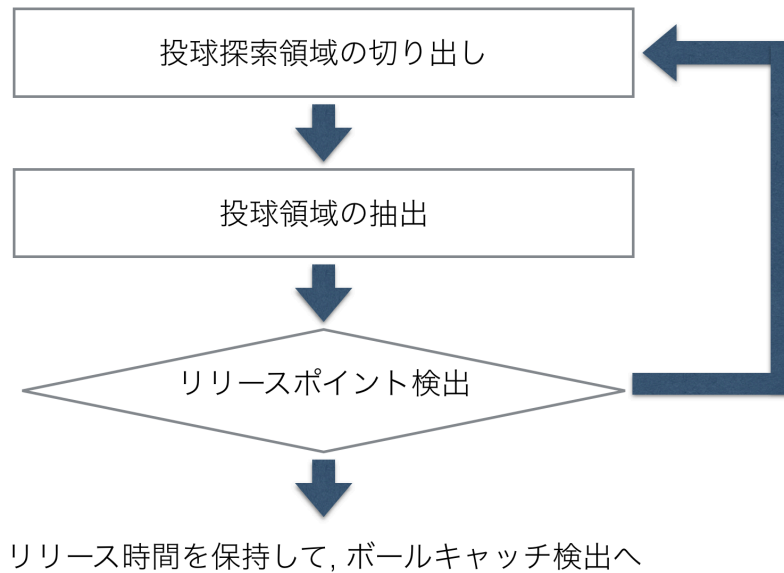 投球探索領域の切り出し
投球領域の抽出
リリースポイント検出
リリース時間を保持して, ボールキャッチ検出へ